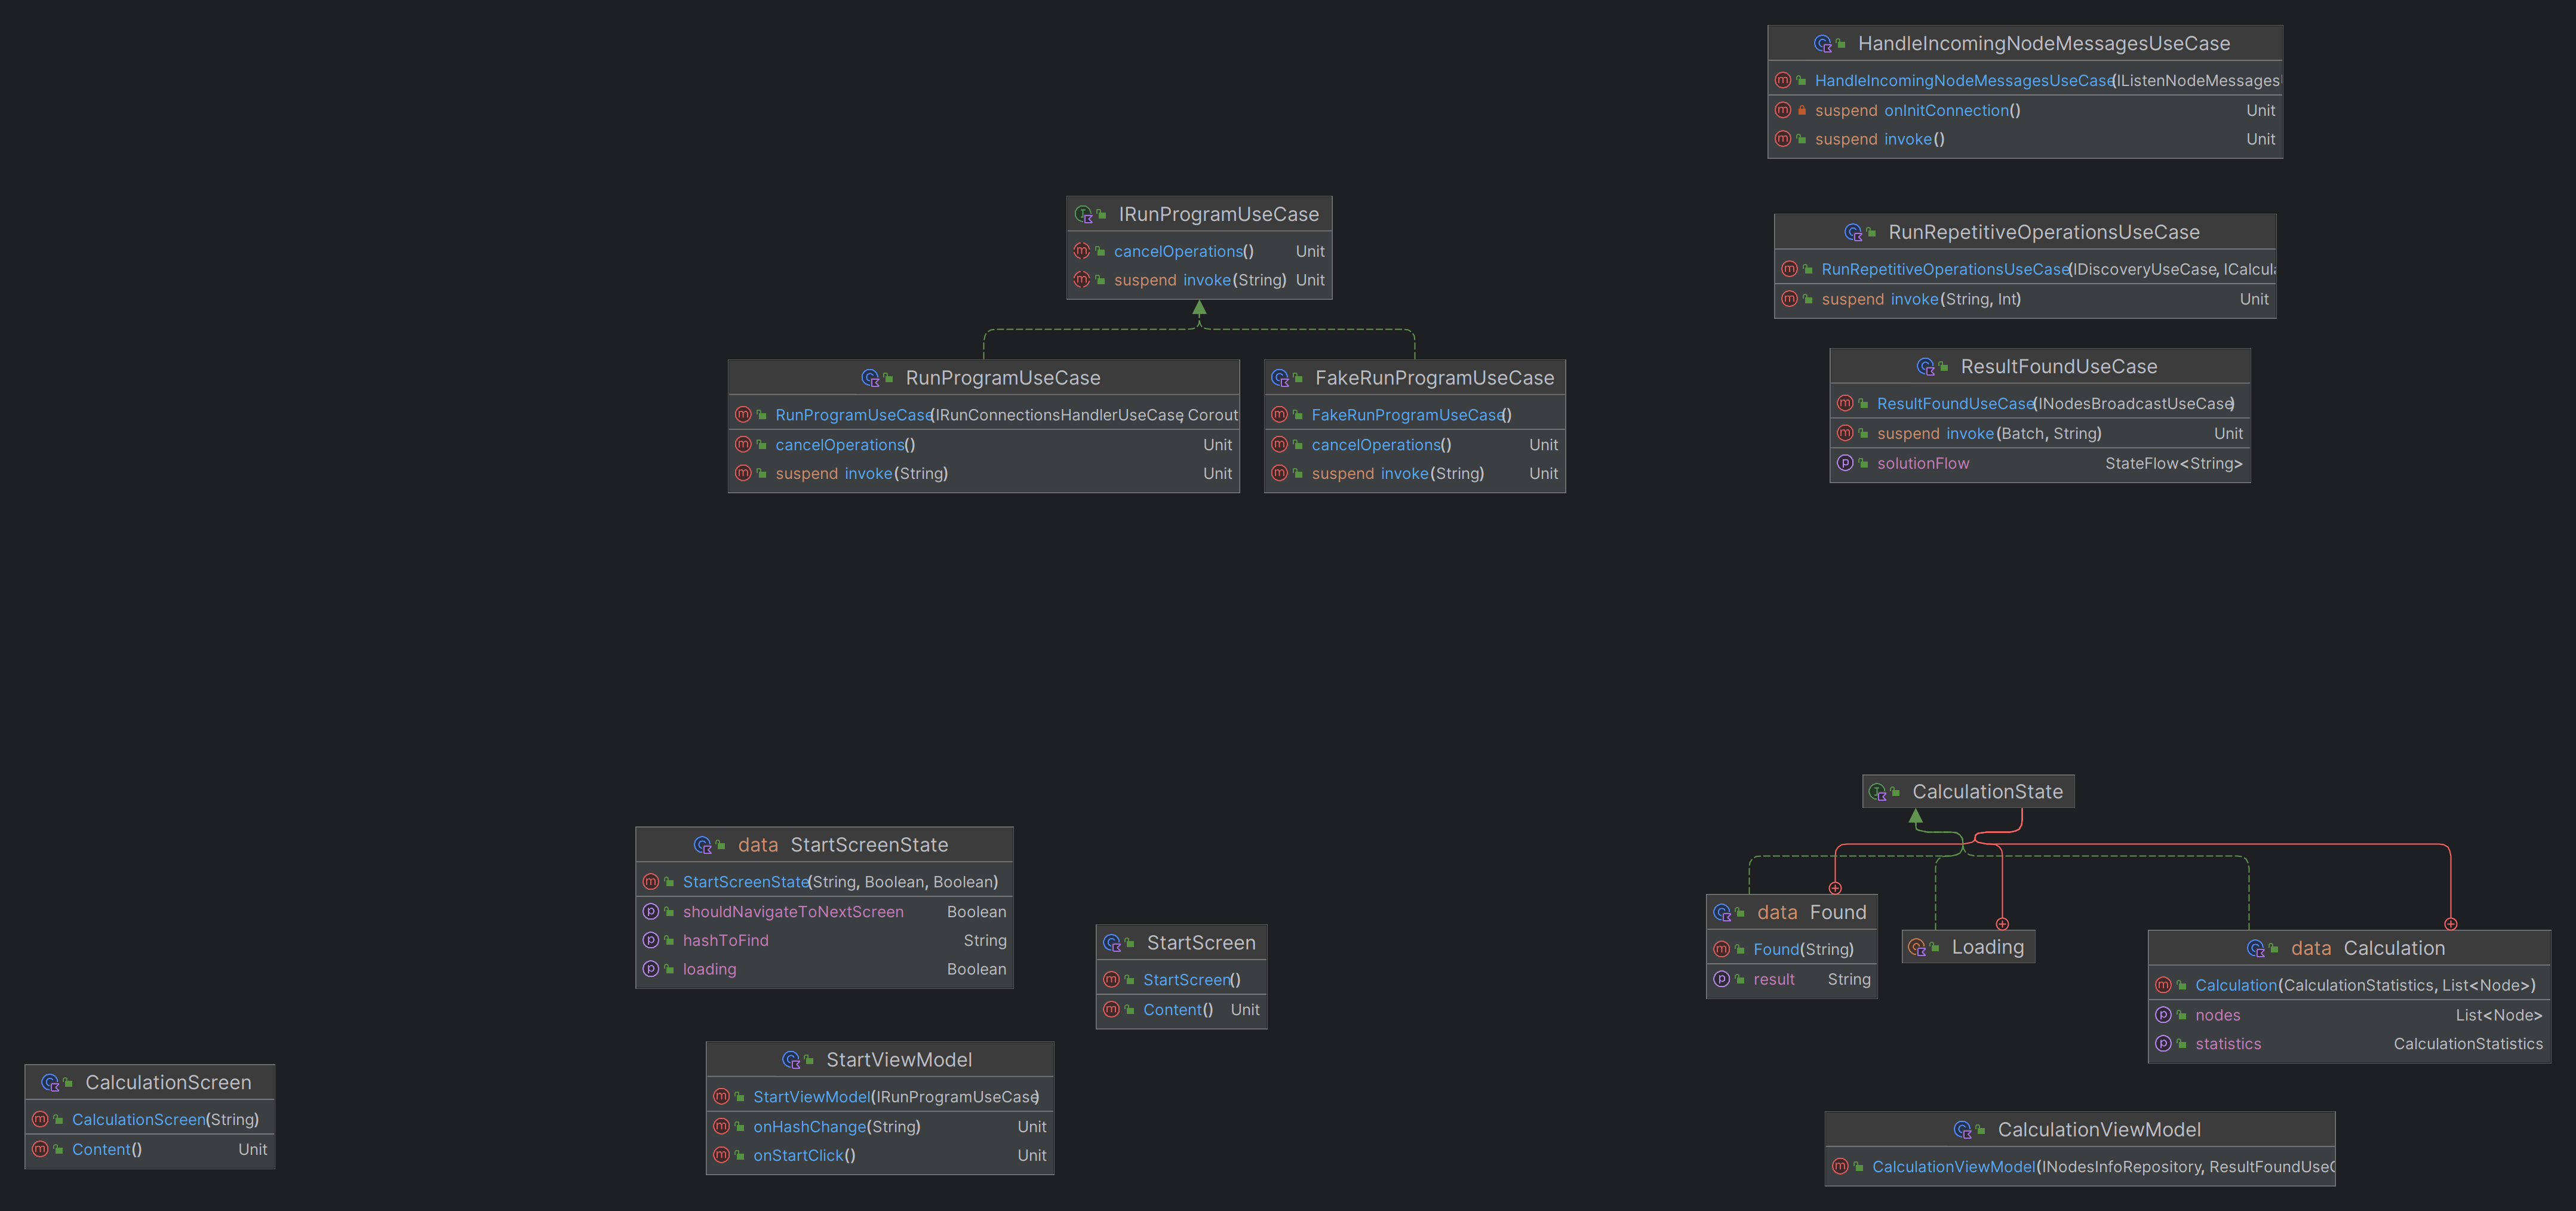 HandleIncomingNodeMessagesUseCase
HandleIncomingNodeMessagesUseCase(IListenNodeMessages
suspend onInitConnection() Unit
suspend invoke() Unit
IRunProgramUseCase
cancelOperations() Unit
suspend invoke(String) Unit
RunRepetitiveOperationsUseCase
RunRepetitiveOperationsUseCase(IDiscoveryUseCase, ICalcul
suspend invoke(String, Int) Unit
RunProgramUseCase
RunProgramUseCase(IRunConnectionsHandlerUseCase, Corout
cancelOperations() Unit
suspend invoke(String) Unit
FakeRunProgramUseCase
FakeRunProgramUseCase()
cancelOperations() Unit
suspend invoke(String) Unit
ResultFoundUseCase
ResultFoundUseCase(INodesBroadcastUseCase)
suspend invoke(Batch, String) Unit
solutionFlow StateFlow<String>
CalculationState
data StartScreenState
StartScreenState(String, Boolean, Boolean)
shouldNavigateToNextScreen Boolean
hashToFind String
loading Boolean
StartScreen
StartScreen()
Content() Unit
data Found
Found(String)
result String
Loading
data Calculation
Calculation(CalculationStatistics, List<Node>)
nodes List<Node>
statistics CalculationStatistics
CalculationScreen
CalculationScreen(String)
Content() Unit
StartViewModel
StartViewModel(IRunProgramUseCase)
onHashChange(String) Unit
onStartClick() Unit
CalculationViewModel
CalculationViewModel(INodesInfoRepository, ResultFoundUse